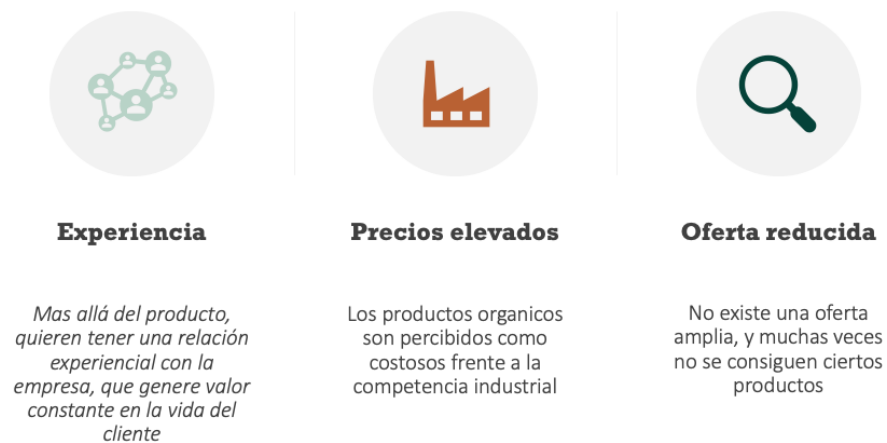 Experiencia
Mas allá del producto,
quieren tener una relación
experiencial con la
empresa, que genere valor
constante en la vida del
cliente
Precios elevados
Los productos organicos
son percibidos como
costosos frente a la
competencia industrial
Oferta reducida
No existe una oferta
amplia, y muchas veces
no se consiguen ciertos
productos